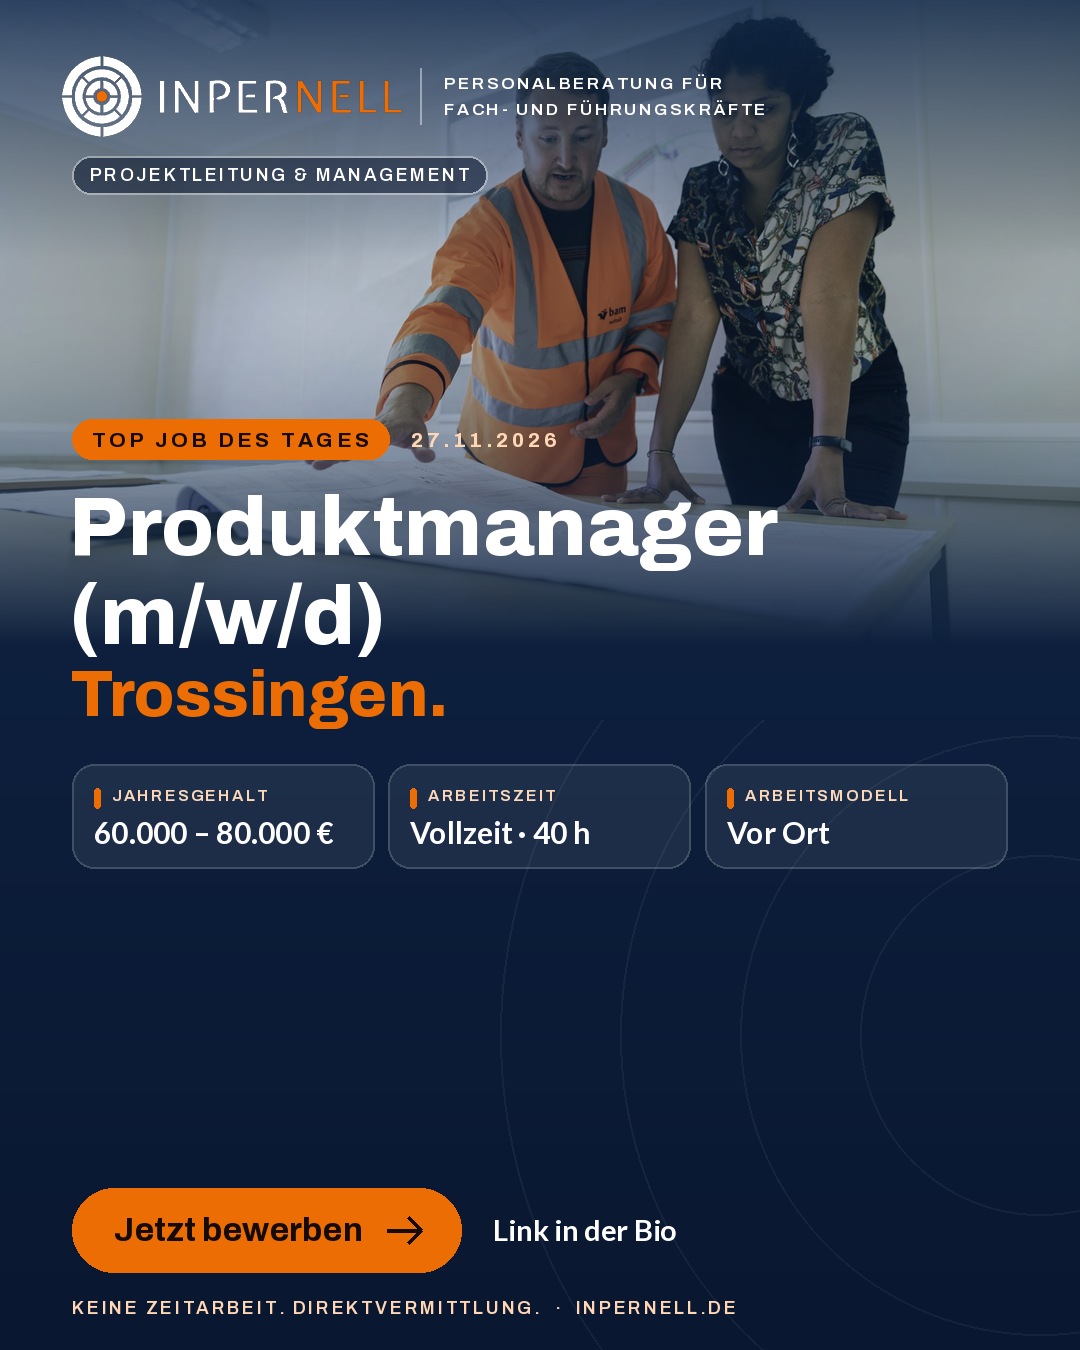 INPERNELL
PERSONALBERATUNG FÜR
FACH- UND FÜHRUNGSKRÄFTE
PROJEKTLEITUNG & MANAGEMENT
bam
TOP JOB DES TAGES 27.11.2026
Produktmanager
(m/w/d)
Trossingen.
JAHRESGEHALT
60.000 – 80.000 €
ARBEITSZEIT
Vollzeit · 40 h
ARBEITSMODELL
Vor Ort
Jetzt bewerben →
Link in der Bio
KEINE ZEITARBEIT. DIREKTVERMITTLUNG. · INPERNELL.DE